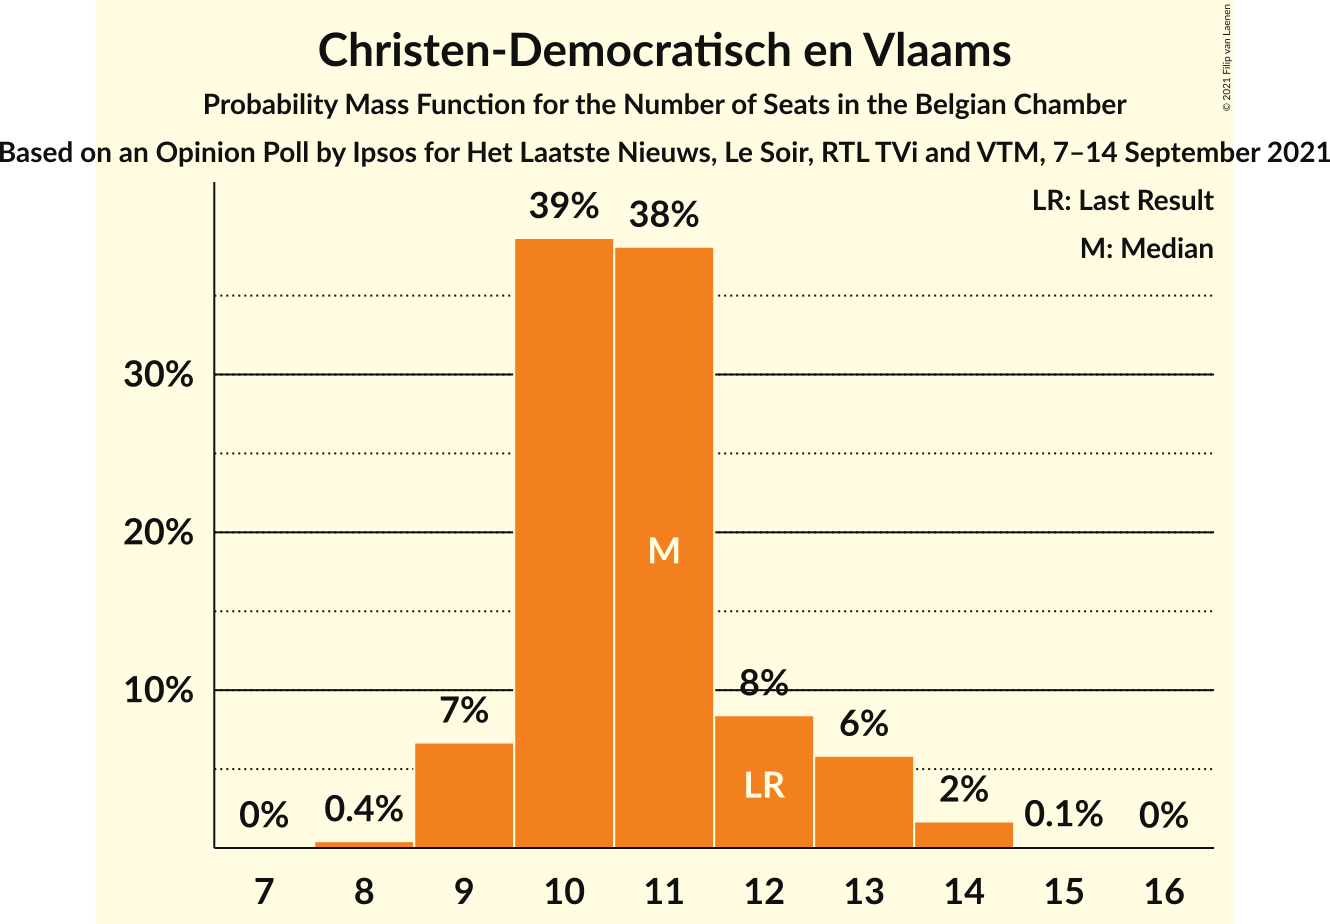 Christen-Democratisch en Vlaams
Probability Mass Function for the Number of Seats in the Belgian Chamber
Based on an Opinion Poll by Ipsos for Het Laatste Nieuws, Le Soir, RTL TVi and VTM, 7–14 September 2021
© 2021 Filip van Laenen
LR: Last Result
M: Median
39%
38%
30%
20%
M
10%
8%
7%
6%
LR
2%
0%
0.4%
0.1%
0%
7 8 9 10 11 12 13 14 15 16